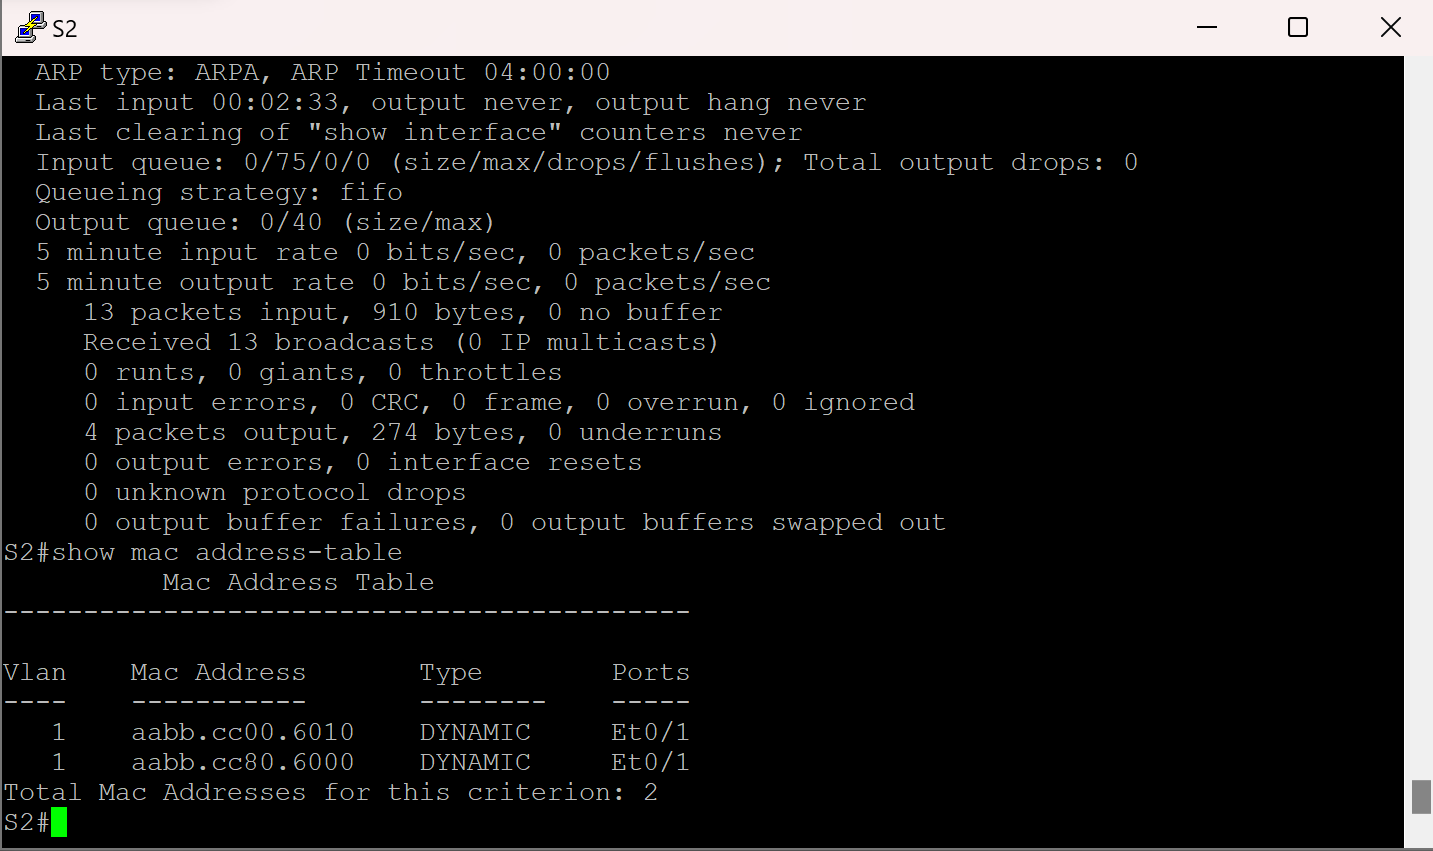 S2
ARP type: ARPA, ARP Timeout 04:00:00
Last input 00:02:33, output never, output hang never
Last clearing of "show interface" counters never
Input queue: 0/75/0/0 (size/max/drops/flushes); Total output drops: 0
Queueing strategy: fifo
Output queue: 0/40 (size/max)
5 minute input rate 0 bits/sec, 0 packets/sec
5 minute output rate 0 bits/sec, 0 packets/sec
13 packets input, 910 bytes, 0 no buffer
Received 13 broadcasts (0 IP multicasts)
0 runts, 0 giants, 0 throttles
0 input errors, 0 CRC, 0 frame, 0 overrun, 0 ignored
4 packets output, 274 bytes, 0 underruns
0 output errors, 0 interface resets
0 unknown protocol drops
0 output buffer failures, 0 output buffers swapped out
S2#show mac address-table
Mac Address Table
-------------------------------------------
Vlan    Mac Address       Type        Ports
----    -----------       --------    -----
1    aabb.cc00.6010    DYNAMIC     Et0/1
1    aabb.cc80.6000    DYNAMIC     Et0/1
Total Mac Addresses for this criterion: 2
S2#